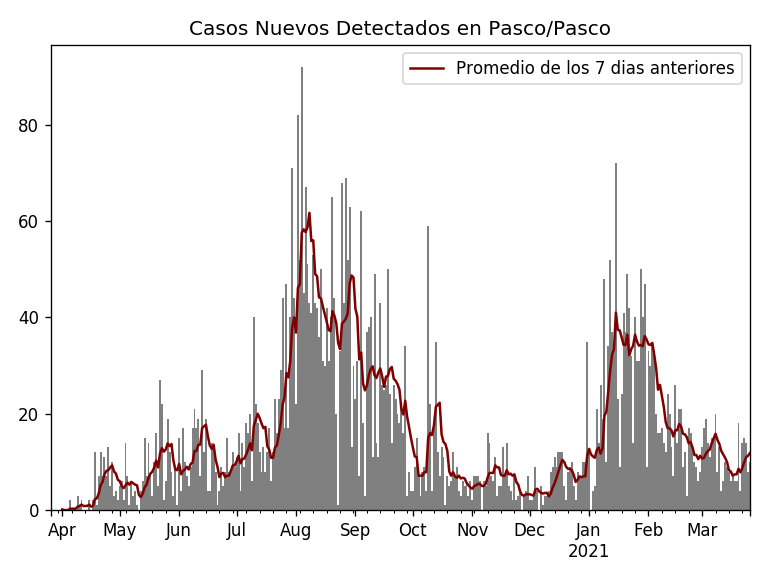 Casos Nuevos Detectados en Pasco/Pasco
Promedio de los 7 dias anteriores
80
60
40
20
0
Apr May Jun Jul Aug Sep Oct Nov Dec Jan Feb Mar
2021